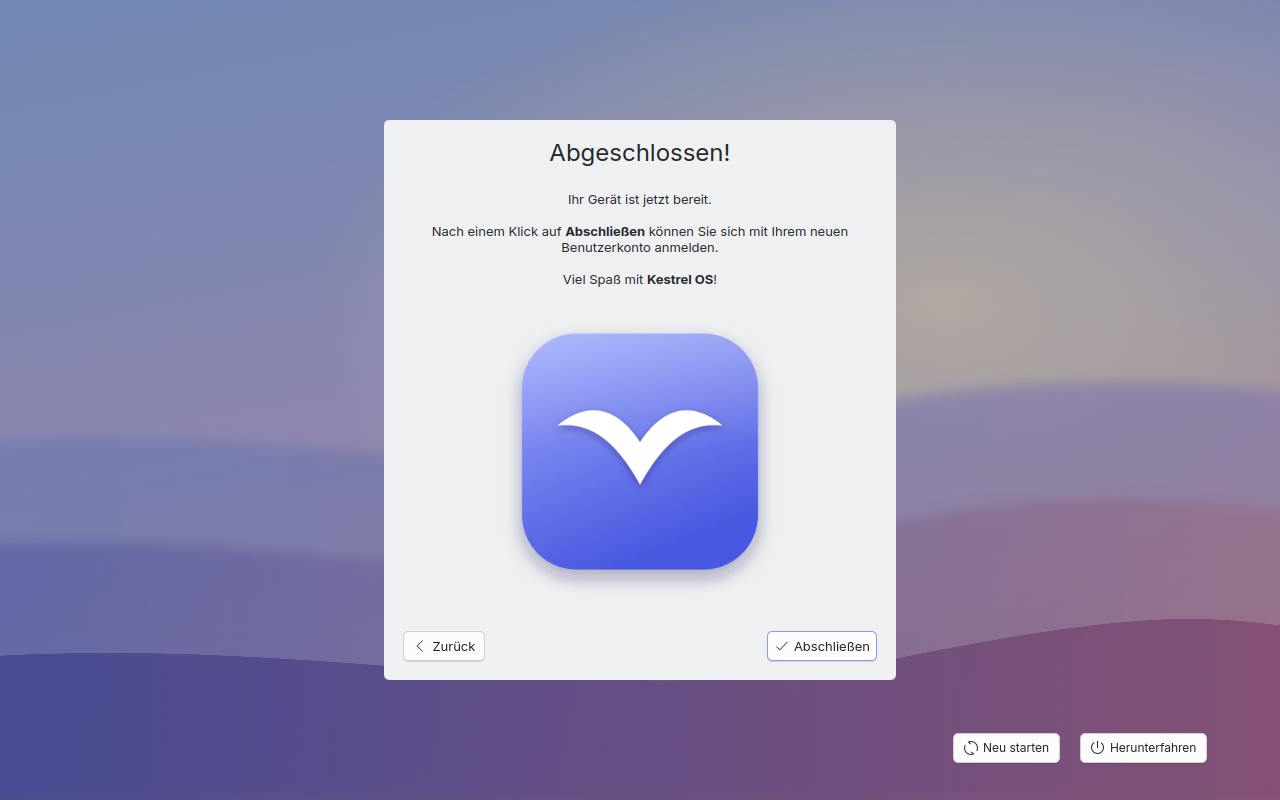 Abgeschlossen!
Ihr Gerät ist jetzt bereit.
Nach einem Klick auf Abschließen können Sie sich mit Ihrem neuen
Benutzerkonto anmelden.
Viel Spaß mit Kestrel OS!
Zurück
Abschließen
Neu starten
Herunterfahren